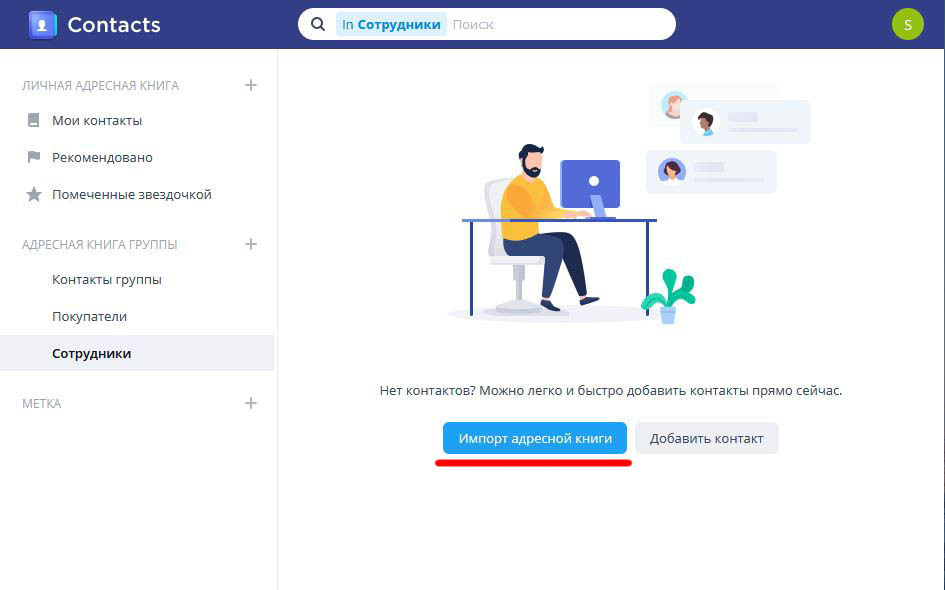 Contacts
In Сотрудники Поиск
S
ЛИЧНАЯ АДРЕСНАЯ КНИГА
Мои контакты
Рекомендовано
Помеченные звездочкой
АДРЕСНАЯ КНИГА ГРУППЫ
Контакты группы
Покупатели
Сотрудники
МЕТКА
Нет контактов? Можно легко и быстро добавить контакты прямо сейчас.
Импорт адресной книги
Добавить контакт